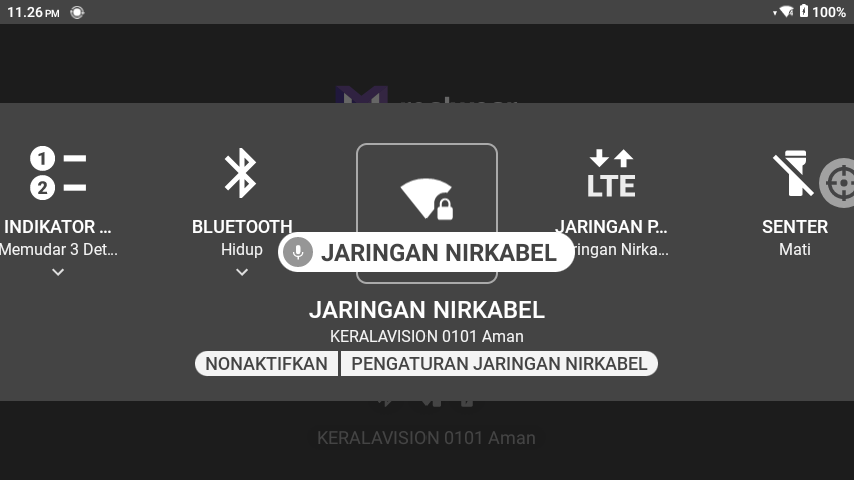 11.26 PM
100%
1
2
LTE
INDIKATOR ...
BLUETOOTH
JARINGAN P...
SENTER
Memudar 3 Det...
Hidup
JARINGAN NIRKABEL
ringan Nirka...
Mati
JARINGAN NIRKABEL
KERALAVISION 0101 Aman
NONAKTIFKAN
PENGATURAN JARINGAN NIRKABEL
KERALAVISION 0101 Aman